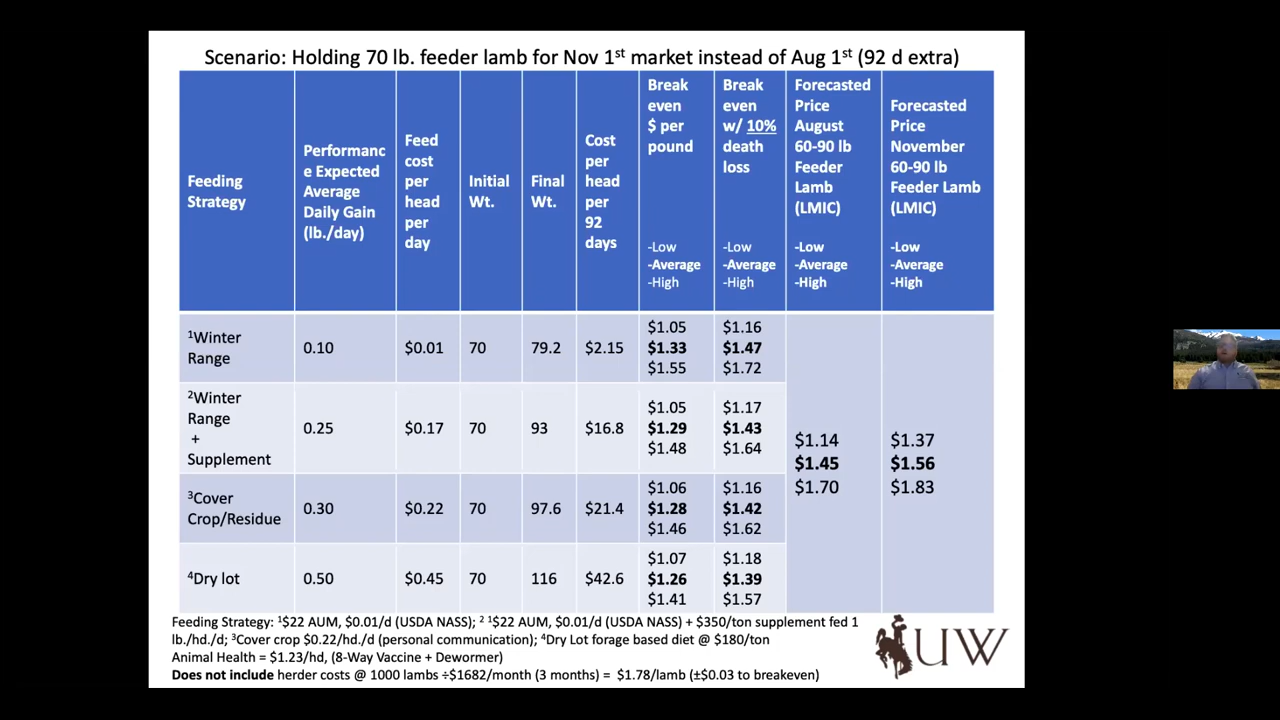 Scenario: Holding 70 lb. feeder lamb for Nov 1st market instead of Aug 1st (92 d extra)
Feeding
Strategy
Performanc
e Expected
Average
Daily Gain
(lb./day)
Feed
cost
per
head
per
day
Initial
Wt.
Final
Wt.
Cost
per
head
per
92
days
Break
even
$ per
pound
-Low
-Average
-High
Break
even
w/ 10%
death
loss
-Low
-Average
-High
Forecasted
Price
August
60-90 lb
Feeder
Lamb
(LMIC)
-Low
-Average
-High
Forecasted
Price
November
60-90 lb
Feeder Lamb
(LMIC)
-Low
-Average
-High
1Winter
Range
0.10
$0.01
70
79.2
$2.15
$1.05
$1.33
$1.55
$1.16
$1.47
$1.72
2Winter
Range
+
Supplement
0.25
$0.17
70
93
$16.8
$1.05
$1.29
$1.48
$1.17
$1.43
$1.64
3Cover
Crop/Residue
0.30
$0.22
70
97.6
$21.4
$1.06
$1.28
$1.46
$1.16
$1.42
$1.62
4Dry lot
0.50
$0.45
70
116
$42.6
$1.07
$1.26
$1.41
$1.18
$1.39
$1.57
$1.14
$1.45
$1.70
$1.37
$1.56
$1.83
Feeding Strategy: 1$22 AUM, $0.01/d (USDA NASS); 2 1$22 AUM, $0.01/d (USDA NASS) + $350/ton supplement fed 1
lb./hd./d; 3Cover crop $0.22/hd./d (personal communication); 4Dry Lot forage based diet @ $180/ton
Animal Health = $1.23/hd, (8-Way Vaccine + Dewormer)
Does not include herder costs @ 1000 lambs ÷$1682/month (3 months) = $1.78/lamb (±$0.03 to breakeven)
UW